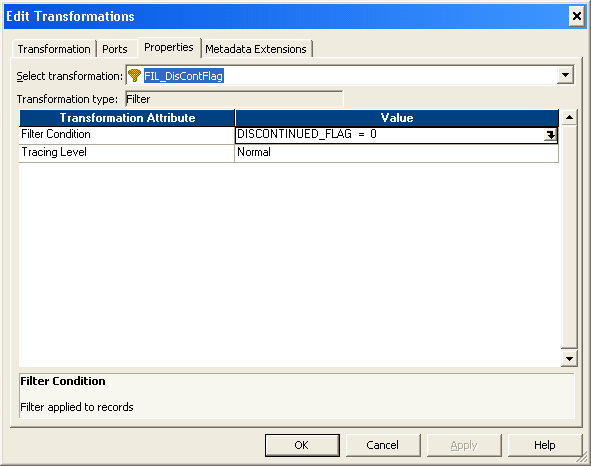 Edit Transformations
Transformation Ports Properties Metadata Extensions
Select transformation: FIL_DisContFlag
Transformation type: Filter
Transformation Attribute Value
Filter Condition DISCONTINUED_FLAG = 0
Tracing Level Normal
Filter Condition
Filter applied to records
OK Cancel Apply Help